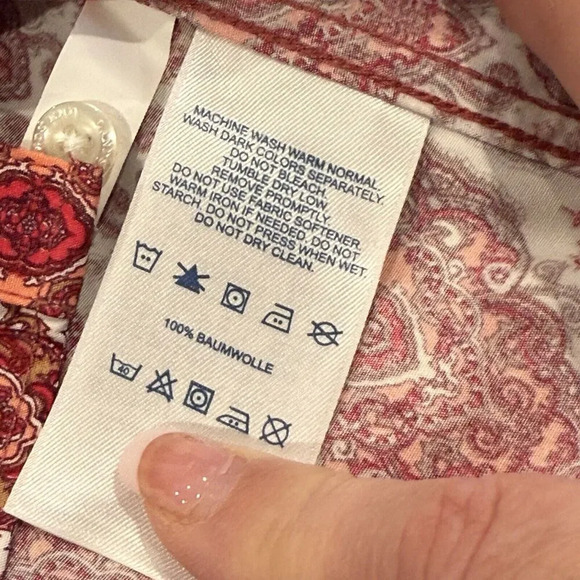 MACHINE WASH WARM NORMAL.
WASH DARK COLORS SEPARATELY.
DO NOT BLEACH.
TUMBLE DRY LOW.
REMOVE PROMPTLY.
DO NOT USE FABRIC SOFTENER.
WARM IRON IF NEEDED. DO NOT
STARCH. DO NOT PRESS WHEN WET.
DO NOT DRY CLEAN.
100% BAUMWOLLE
40